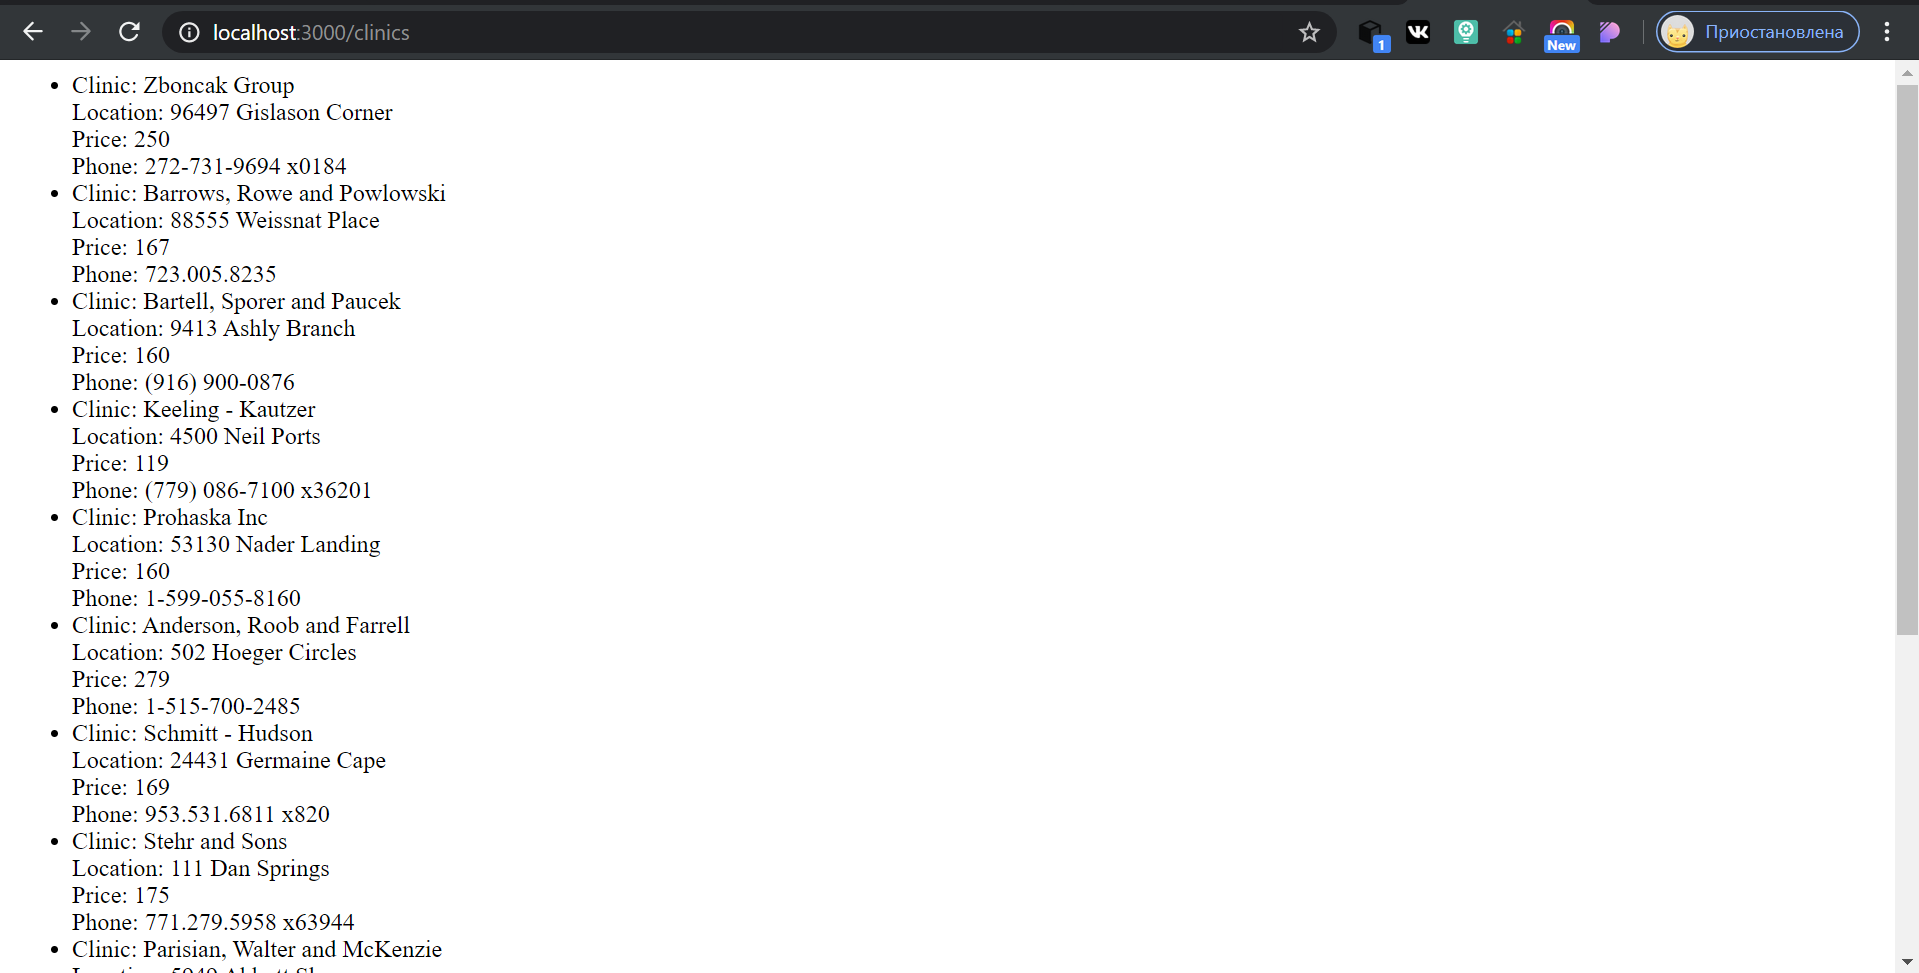 localhost:3000/clinics
1
New
Приостановлена
Clinic: Zboncak Group
Location: 96497 Gislason Corner
Price: 250
Phone: 272-731-9694 x0184
Clinic: Barrows, Rowe and Powlowski
Location: 88555 Weissnat Place
Price: 167
Phone: 723.005.8235
Clinic: Bartell, Sporer and Paucek
Location: 9413 Ashly Branch
Price: 160
Phone: (916) 900-0876
Clinic: Keeling - Kautzer
Location: 4500 Neil Ports
Price: 119
Phone: (779) 086-7100 x36201
Clinic: Prohaska Inc
Location: 53130 Nader Landing
Price: 160
Phone: 1-599-055-8160
Clinic: Anderson, Roob and Farrell
Location: 502 Hoeger Circles
Price: 279
Phone: 1-515-700-2485
Clinic: Schmitt - Hudson
Location: 24431 Germaine Cape
Price: 169
Phone: 953.531.6811 x820
Clinic: Stehr and Sons
Location: 111 Dan Springs
Price: 175
Phone: 771.279.5958 x63944
Clinic: Parisian, Walter and McKenzie